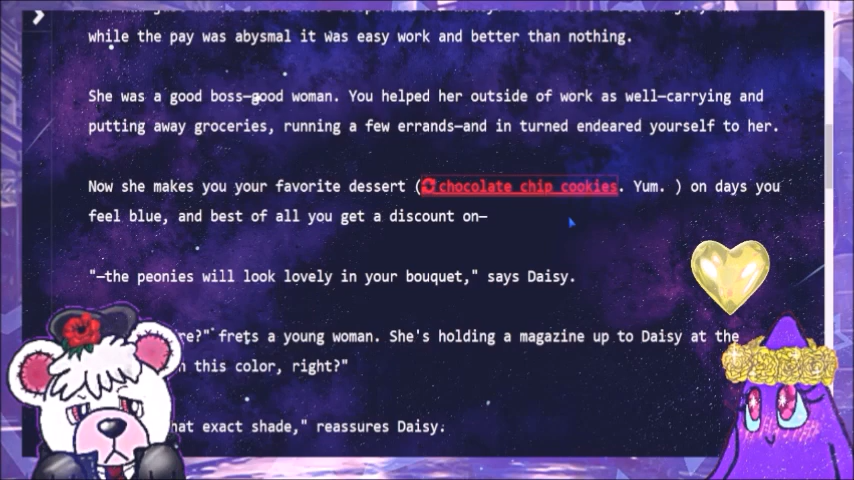 while the pay was abysmal it was easy work and better than nothing.
She was a good boss—good woman. You helped her outside of work as well—carrying and
putting away groceries, running a few errands—and in turned endeared yourself to her.
Now she makes you your favorite dessert (chocolate chip cookies. Yum. ) on days you
feel blue, and best of all you get a discount on—
"—the peonies will look lovely in your bouquet," says Daisy.
frets a young woman. She's holding a magazine up to Daisy at the
this color, right?"
exact shade," reassures Daisy.